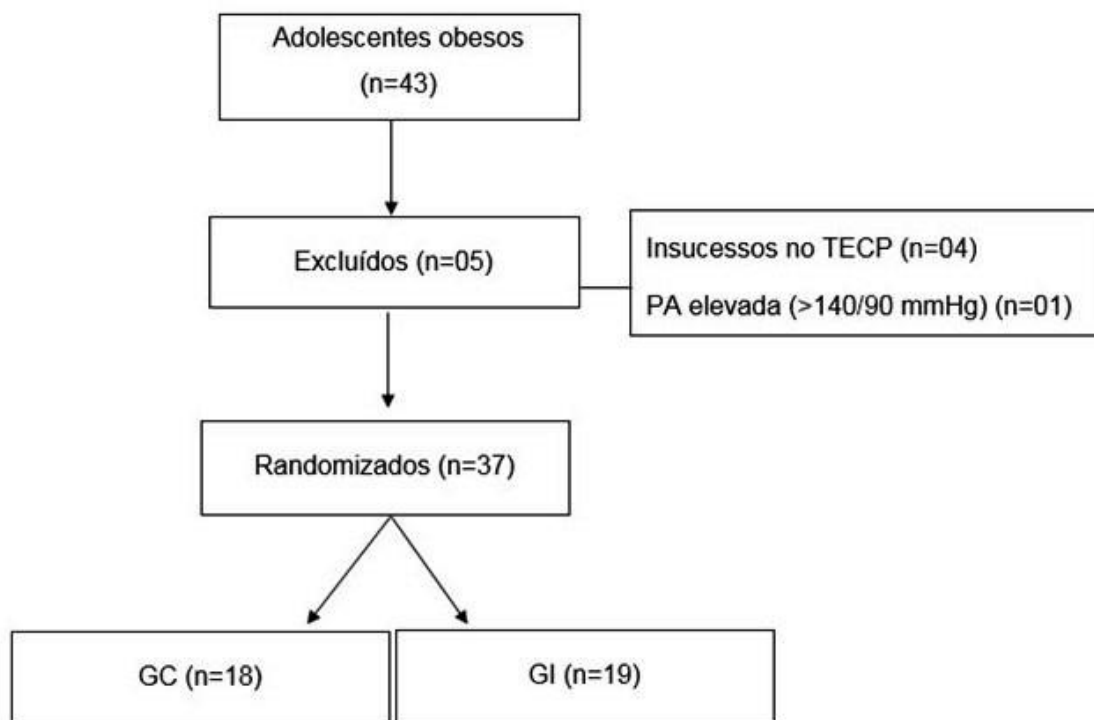 Adolescentes obesos
(n=43)
Excluídos (n=05)
Insucessos no TECP (n=04)
PA elevada (>140/90 mmHg) (n=01)
Randomizados (n=37)
GC (n=18)
GI (n=19)